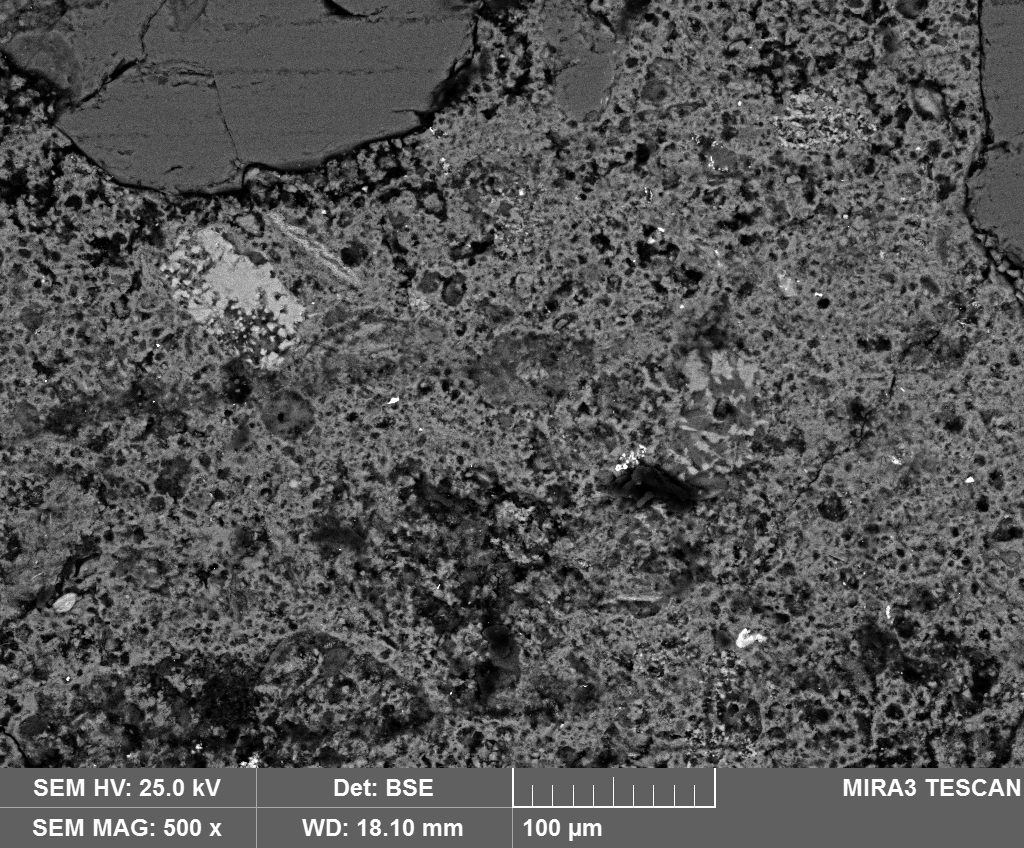 SEM HV: 25.0 kV Det: BSE MIRA3 TESCAN
SEM MAG: 500 x WD: 18.10 mm 100 µm